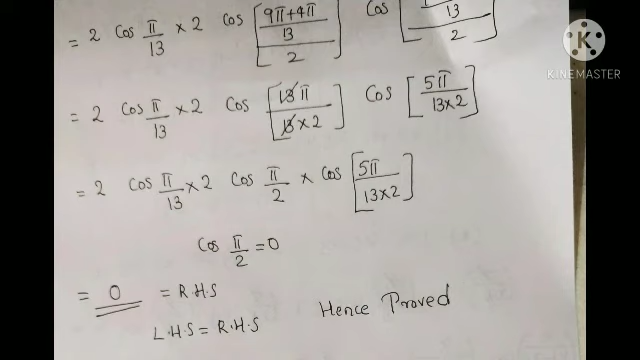 = 2 cos π/13 × 2 cos [ (9π+4π)/13 / 2 ] cos [ /13 / 2 ]
KINEMASTER
= 2 cos π/13 × 2 cos [ 13π / 13×2 ] cos [ 5π / 13×2 ]
= 2 cos π/13 × 2 cos π/2 × cos [ 5π / 13×2 ]
cos π/2 = 0
= 0 = R.H.S
L.H.S = R.H.S Hence Proved